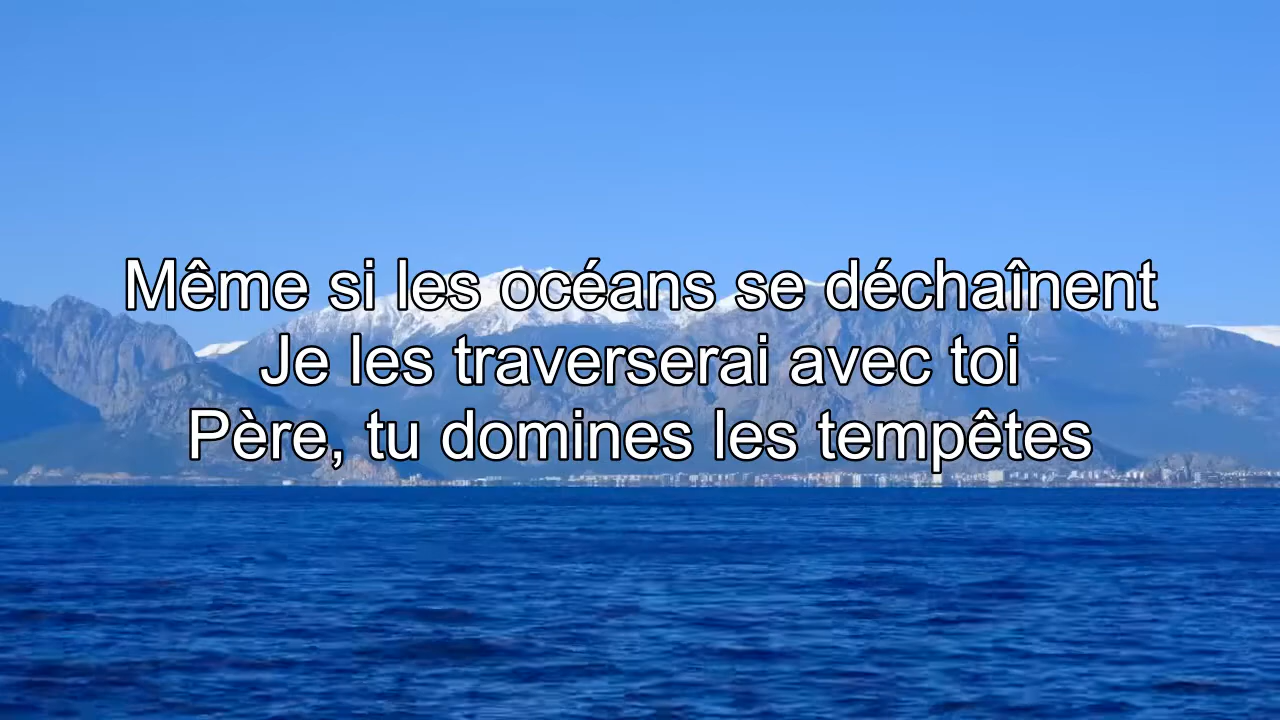 Même si les océans se déchaînent
Je les traverserai avec toi
Père, tu domines les tempêtes